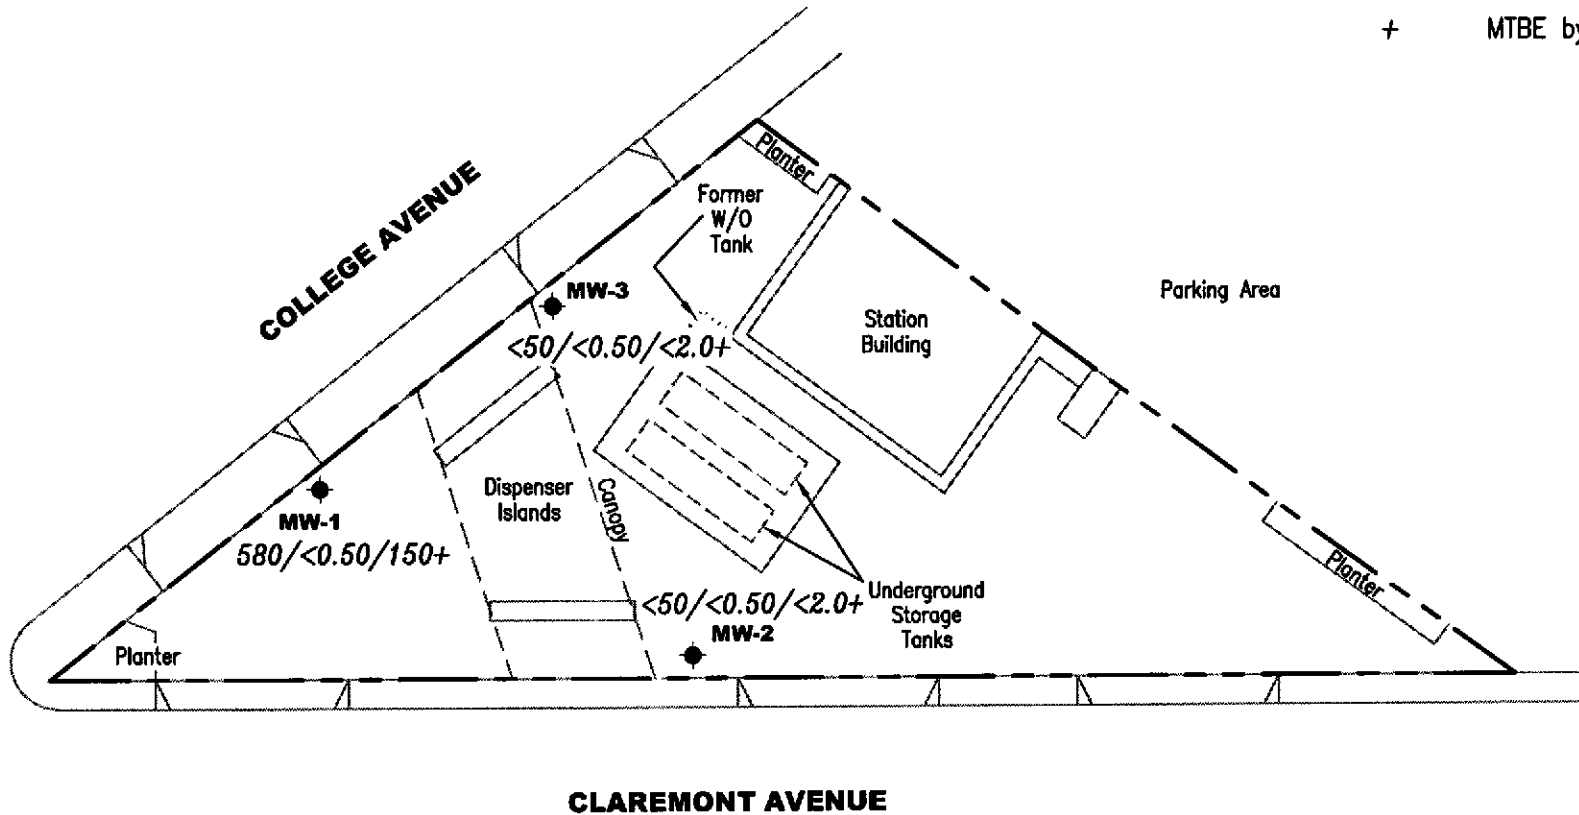 + MTBE by
Planter
COLLEGE AVENUE
Former
W/O
Tank
MW-3
Parking Area
Station
Building
<50/<0.50/<2.0+
Dispenser
Islands
Canopy
MW-1
580/<0.50/150+
Planter
<50/<0.50/<2.0+
MW-2
Underground
Storage
Tanks
Planter
CLAREMONT AVENUE